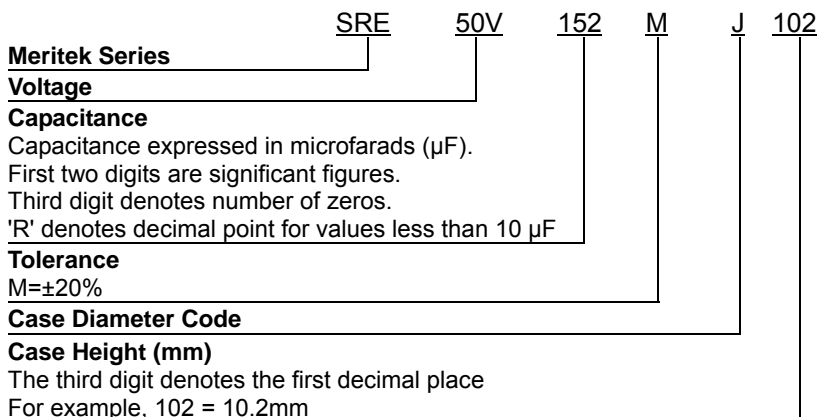 SRE 50V 152 M J 102
Meritek Series
Voltage
Capacitance
Capacitance expressed in microfarads (µF).
First two digits are significant figures.
Third digit denotes number of zeros.
'R' denotes decimal point for values less than 10 µF
Tolerance
M=±20%
Case Diameter Code
Case Height (mm)
The third digit denotes the first decimal place
For example, 102 = 10.2mm